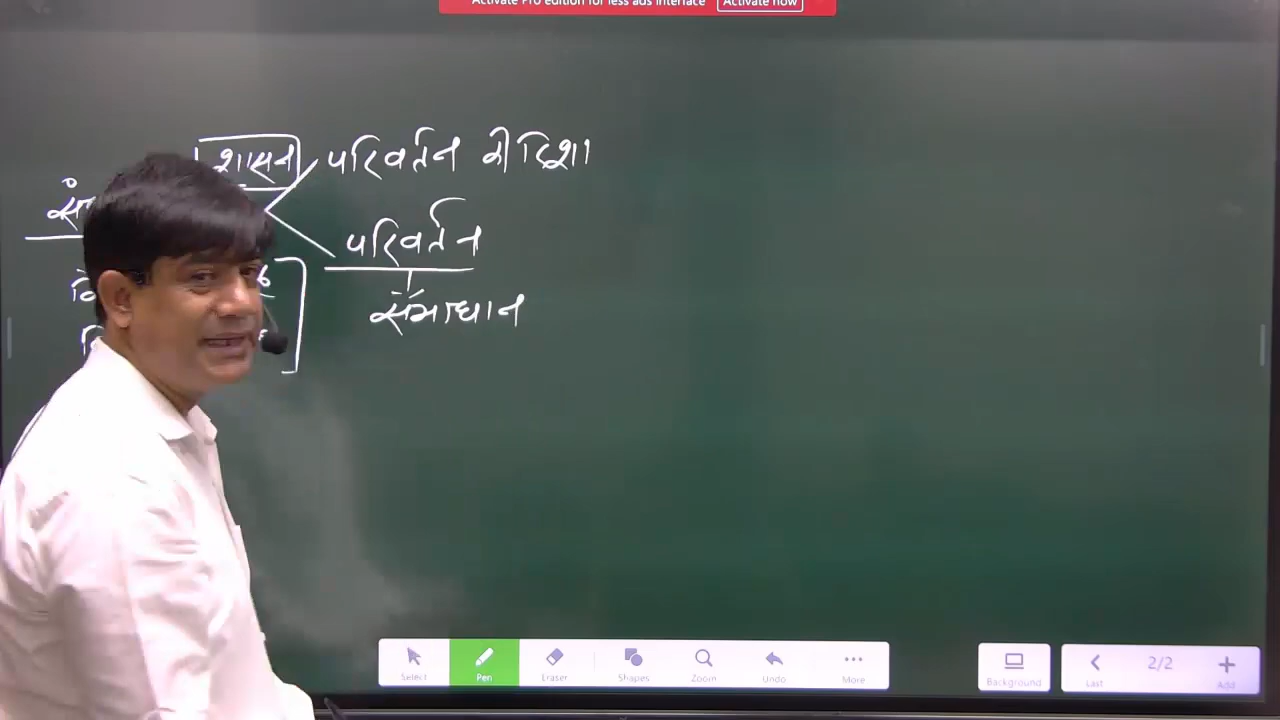 Activate Pro edition for less ads interface Activate now
शासन परिवर्तन की दिशा
परिवर्तन
समाधान
Select Pen Eraser Shapes Zoom Undo More Background Last 2/2 Add